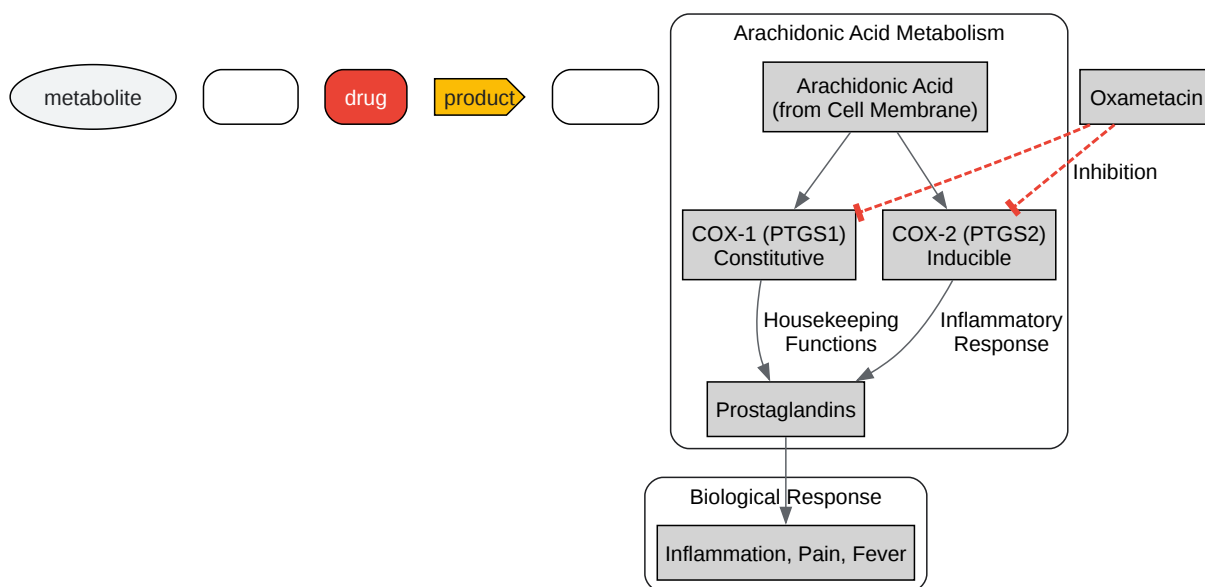 Arachidonic Acid Metabolism
metabolite
drug
product
Arachidonic Acid
(from Cell Membrane)
Oxametacin
Inhibition
COX-1 (PTGS1)
Constitutive
COX-2 (PTGS2)
Inducible
Housekeeping
Functions
Inflammatory
Response
Prostaglandins
Biological Response
Inflammation, Pain, Fever